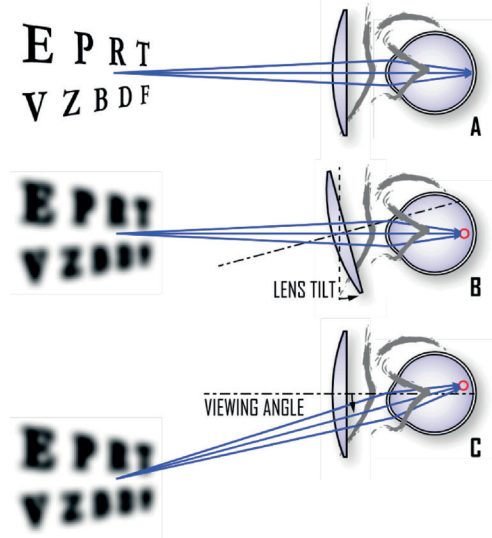 E P R T
V Z B D F
A
E P R T
V Z B D F
LENS TILT
B
VIEWING ANGLE
C
E P R T
V Z B D F